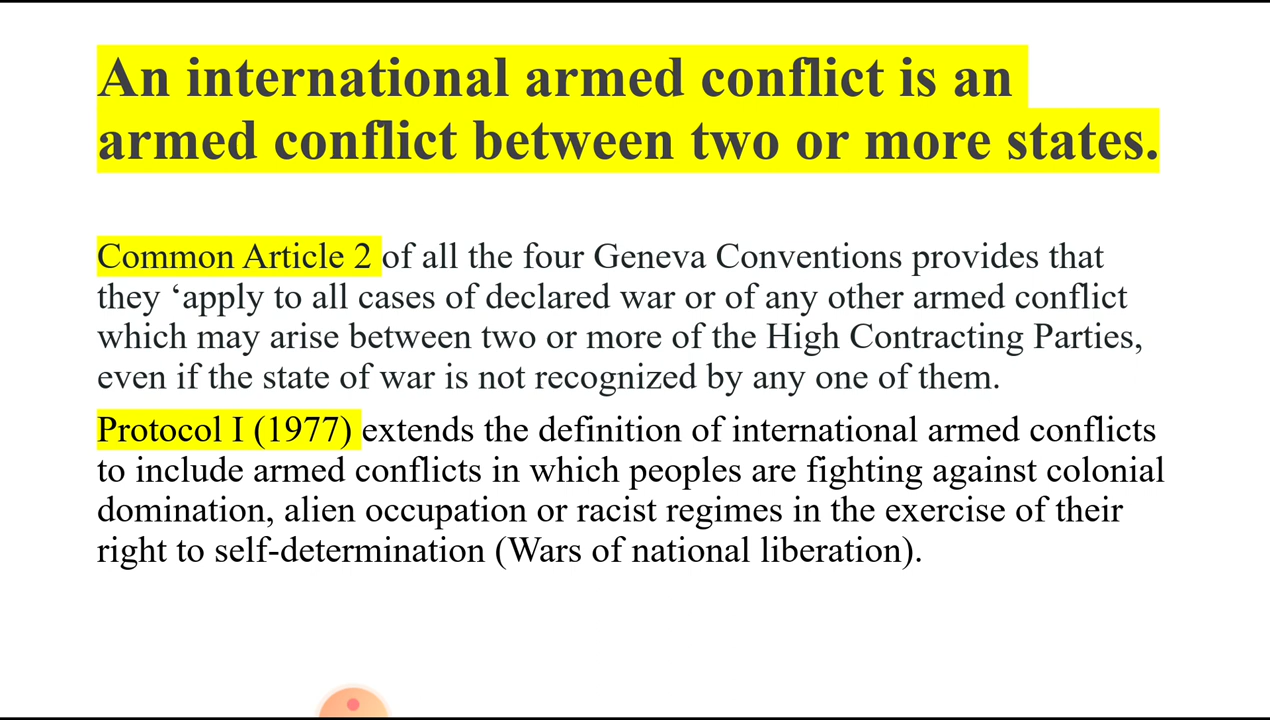 An international armed conflict is an
armed conflict between two or more states.
Common Article 2 of all the four Geneva Conventions provides that
they ‘apply to all cases of declared war or of any other armed conflict
which may arise between two or more of the High Contracting Parties,
even if the state of war is not recognized by any one of them.
Protocol I (1977) extends the definition of international armed conflicts
to include armed conflicts in which peoples are fighting against colonial
domination, alien occupation or racist regimes in the exercise of their
right to self-determination (Wars of national liberation).